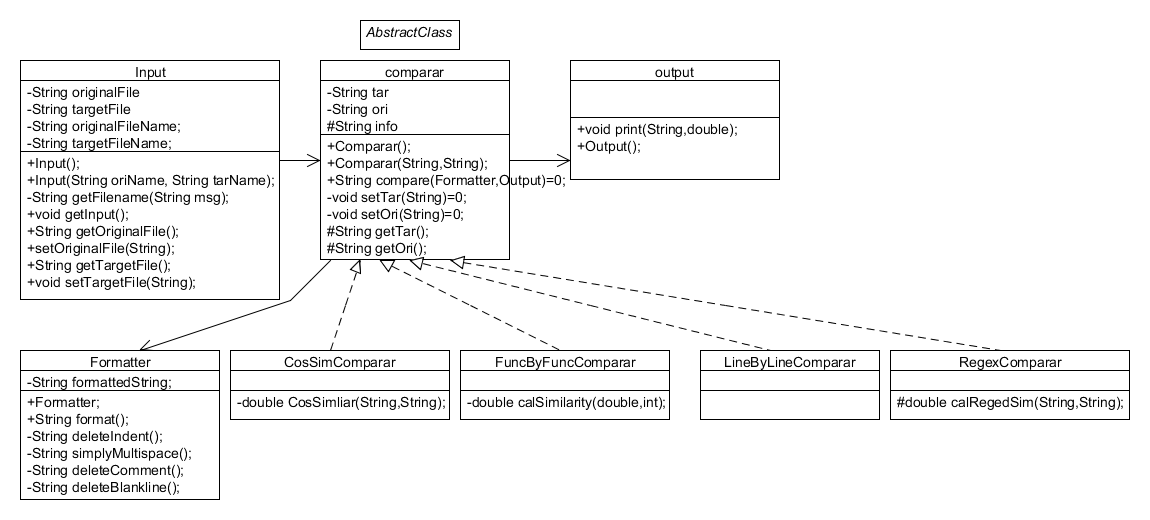 AbstractClass
Input
-String originalFile
-String targetFile
-String originalFileName;
-String targetFileName;
+Input();
+Input(String oriName, String tarName);
-String getFilename(String msg);
+void getInput();
+String getOriginalFile();
+setOriginalFile(String);
+String getTargetFile();
+void setTargetFile(String);
comparar
-String tar
-String ori
#String info
+Comparar();
+Comparar(String,String);
+String compare(Formatter,Output)=0;
-void setTar(String)=0;
-void setOri(String)=0;
#String getTar();
#String getOri();
output
+void print(String,double);
+Output();
Formatter
-String formattedString;
+Formatter;
+String format();
-String deleteIndent();
-String simplyMultispace();
-String deleteComment();
-String deleteBlankline();
CosSimComparar
-double CosSimliar(String,String);
FuncByFuncComparar
-double calSimilarity(double,int);
LineByLineComparar
RegexComparar
#double calRegedSim(String,String);